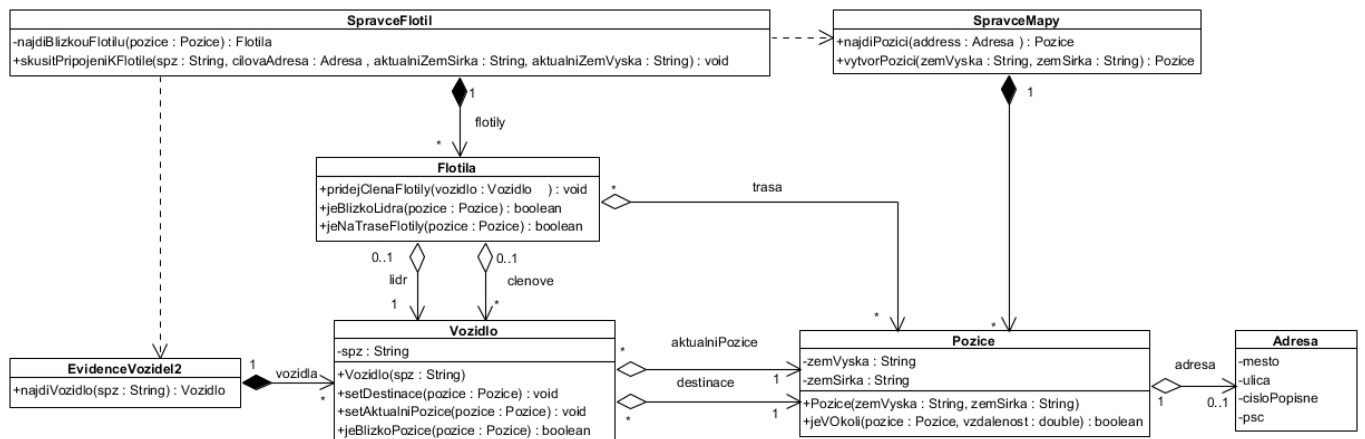 SpravceFlotil
-najdiBlizkouFlotilu(pozice : Pozice) : Flotila
+skusitPripojeniKFlotile(spz : String, cilovaAdresa : Adresa , aktualniZemSirka : String, aktualniZemVyska : String) : void
SpravceMapy
+najdiPozici(address : Adresa ) : Pozice
+vytvorPozici(zemVyska : String, zemSirka : String) : Pozice
1
flotily
*
1
Flotila
+pridejClenaFlotily(vozidlo : Vozidlo ) : void
+jeBlizkoLidra(pozice : Pozice) : boolean
+jeNaTraseFlotily(pozice : Pozice) : boolean
*
trasa
*
*
0..1
lidr
1
0..1
clenove
*
EvidenceVozidel2
+najdiVozidlo(spz : String) : Vozidlo
1
vozidla
*
Vozidlo
-spz : String
+Vozidlo(spz : String)
+setDestinace(pozice : Pozice) : void
+setAktualniPozice(pozice : Pozice) : void
+jeBlizkoPozice(pozice : Pozice) : boolean
*
aktualniPozice
1
*
destinace
1
Pozice
-zemVyska : String
-zemSirka : String
+Pozice(zemVyska : String, zemSirka : String)
+jeVOkoli(pozice : Pozice, vzdalenost : double) : boolean
1
adresa
0..1
Adresa
-mesto
-ulica
-cisloPopisne
-psc